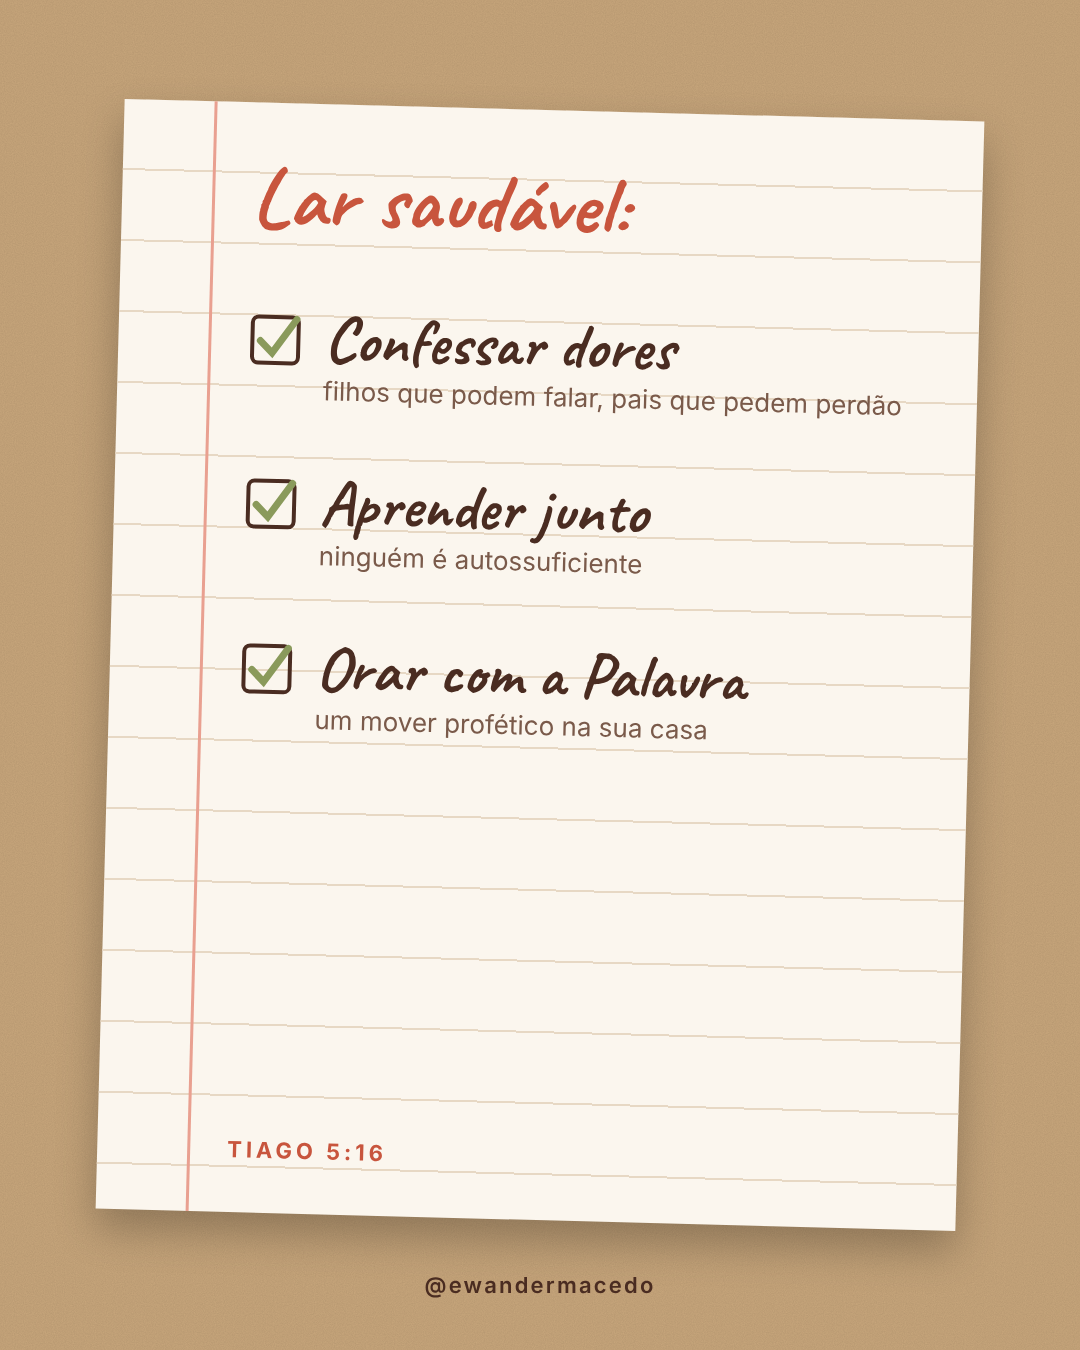 Lar saudável:
Confessar dores
filhos que podem falar, pais que pedem perdão
Aprender junto
ninguém é autossuficiente
Orar com a Palavra
um mover profético na sua casa
TIAGO 5:16
@ewandermacedo